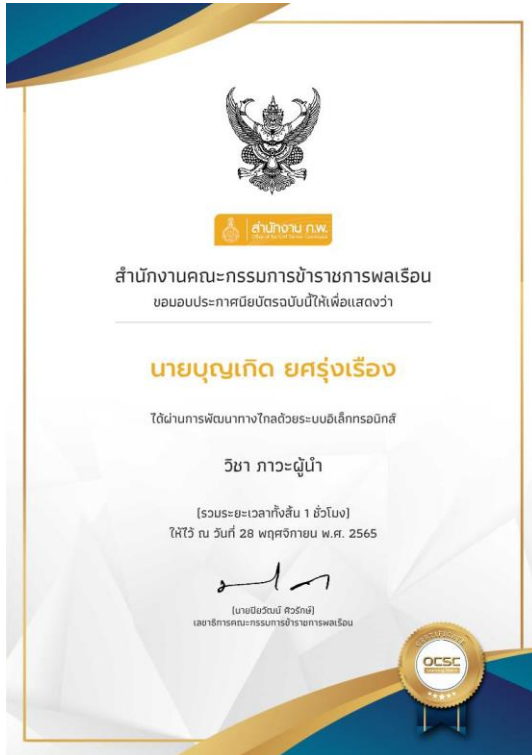 สำนักงาน ก.พ.
สำนักงานคณะกรรมการข้าราชการพลเรือน
ขอมอบประกาศนียบัตรฉบับนี้ให้เพื่อแสดงว่า
นายบุญเกิด ยศรุ่งเรือง
ได้ผ่านการพัฒนาทางไกลด้วยระบบอิเล็กทรอนิกส์
วิชา ภาวะผู้นำ
(รวมระยะเวลาทั้งสิ้น 1 ชั่วโมง)
ให้ไว้ ณ วันที่ 28 พฤศจิกายน พ.ศ. 2565
(นายปิยวัฒน์ ศิวรักษ์)
เลขาธิการคณะกรรมการข้าราชการพลเรือน
CERTIFICATE
OCSC